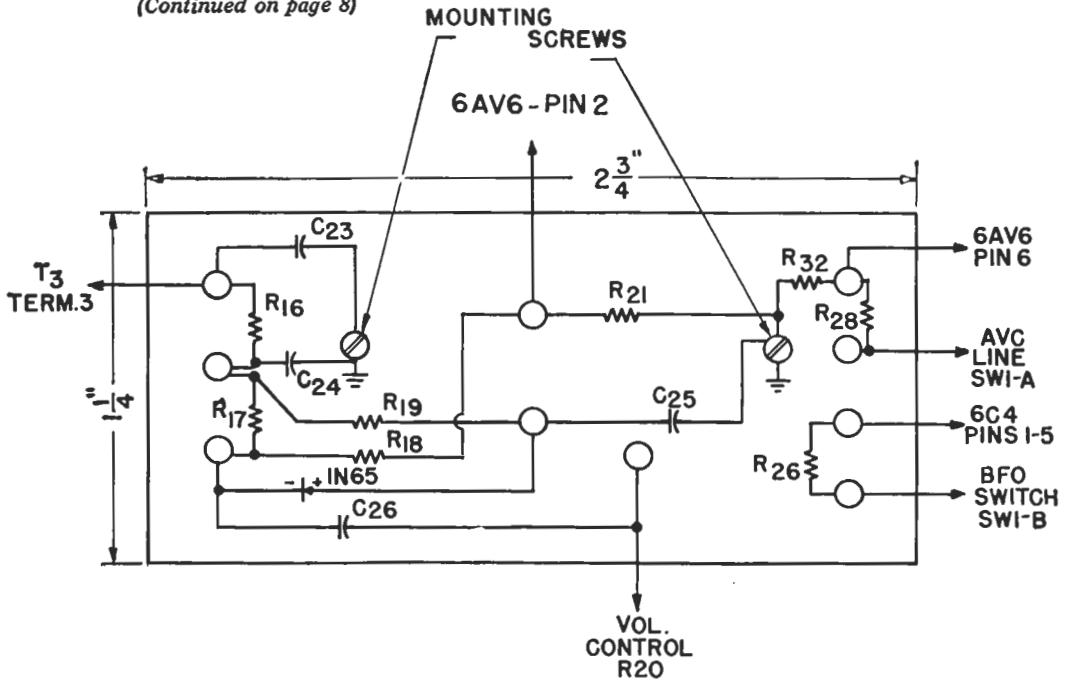 (Continued on page 8)
MOUNTING
SCREWS
6AV6-PIN 2
2 3/4"
C23
T3
TERM.3
R16
C24
R17
R19
R18
- + IN65
C26
1 1/4"
R21
R32
R28
C25
R26
6AV6
PIN 6
AVC
LINE
SWI-A
6C4
PINS 1-5
BFO
SWITCH
SWI-B
VOL.
CONTROL
R20